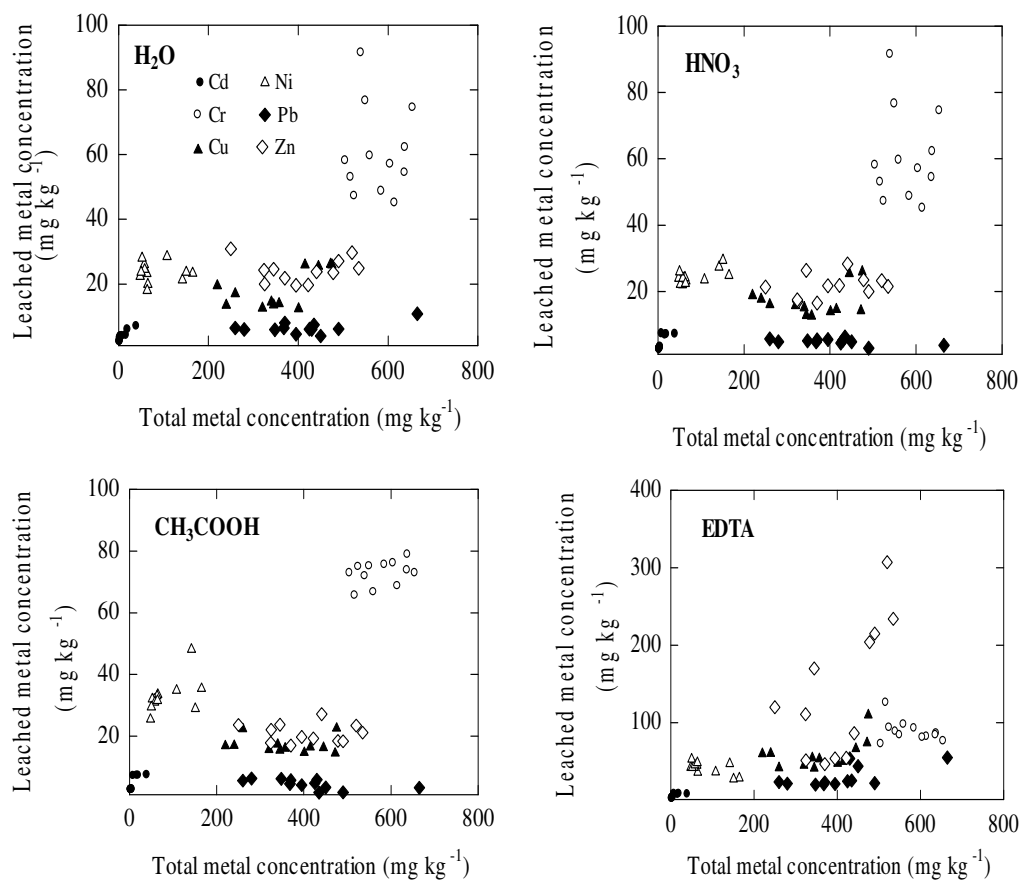 100
80
60
40
20
0 200 400 600 800
H2O
Cd Ni
Cr Pb
Cu Zn
Leached metal concentration
(mg kg -1)
Total metal concentration (mg kg-1)
100
80
60
40
20
0 200 400 600 800
HNO3
Leached metal concentration
(mg kg -1)
Total metal concentration (mg kg -1)
100
80
60
40
20
0 200 400 600 800
CH3COOH
Leached metal concentration
(mg kg -1)
Total metal concentration (mg kg-1)
400
300
200
100
0 200 400 600 800
EDTA
Leached metal concentration
(mg kg -1)
Total metal concentration (mg kg-1)